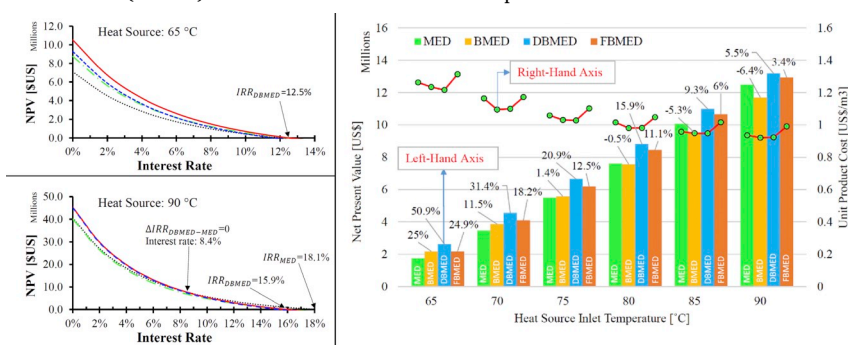 Heat Source: 65 °C
NPV [$US]
Millions
12.0
10.0
8.0
6.0
4.0
2.0
0.0
IRR_DBMED=12.5%
0% 2% 4% 6% 8% 10% 12% 14%
Interest Rate
Heat Source: 90 °C
NPV [$US]
Millions
50.0
40.0
30.0
20.0
10.0
0.0
ΔIRR_DBMED−MED=0
Interest rate: 8.4%
IRR_MED=18.1%
IRR_DBMED=15.9%
0% 2% 4% 6% 8% 10% 12% 14% 16% 18%
Interest Rate
Net Present Value [US$]
Millions
16
14
12
10
8
6
4
2
0
MED BMED DBMED FBMED
Right-Hand Axis
Left-Hand Axis
25% 50.9% 24.9%
11.5% 31.4% 18.2%
1.4% 20.9% 12.5%
-0.5% 15.9% 11.1%
-5.3% 9.3% 6%
-6.4% 5.5% 3.4%
MED BMED DBMED FBMED
MED BMED DBMED FBMED
MED BMED DBMED FBMED
MED BMED DBMED FBMED
MED BMED DBMED FBMED
MED BMED DBMED FBMED
65 70 75 80 85 90
Heat Source Inlet Temperature [˚C]
1.6
1.4
1.2
1
0.8
0.6
0.4
0.2
0
Unit Product Cost [US$/m3]